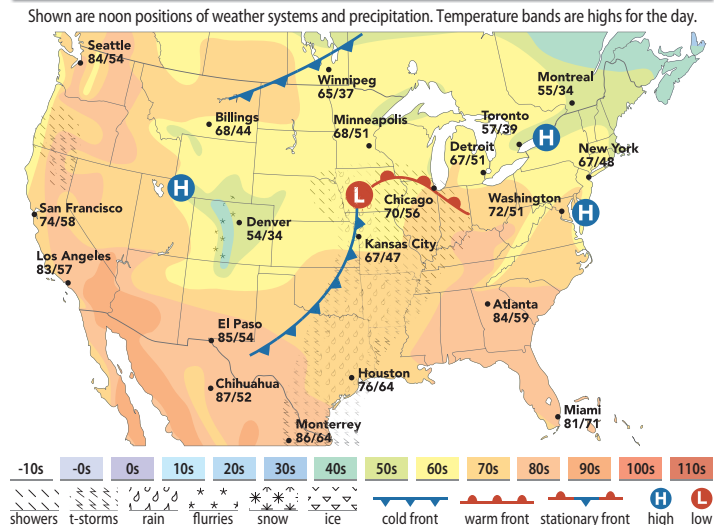 Shown are noon positions of weather systems and precipitation. Temperature bands are highs for the day.
Seattle
84/54
Winnipeg
65/37
Montreal
55/34
Billings
68/44
Minneapolis
68/51
Toronto
57/39
H
Detroit
67/51
New York
67/48
H
L
Chicago
70/56
Washington
72/51
H
San Francisco
74/58
Denver
54/34
Kansas City
67/47
Los Angeles
83/57
Atlanta
84/59
El Paso
85/54
Houston
76/64
Chihuahua
87/52
Miami
81/71
Monterrey
86/64
-10s -0s 0s 10s 20s 30s 40s 50s 60s 70s 80s 90s 100s 110s
H L
showers t-storms rain flurries snow ice cold front warm front stationary front high low